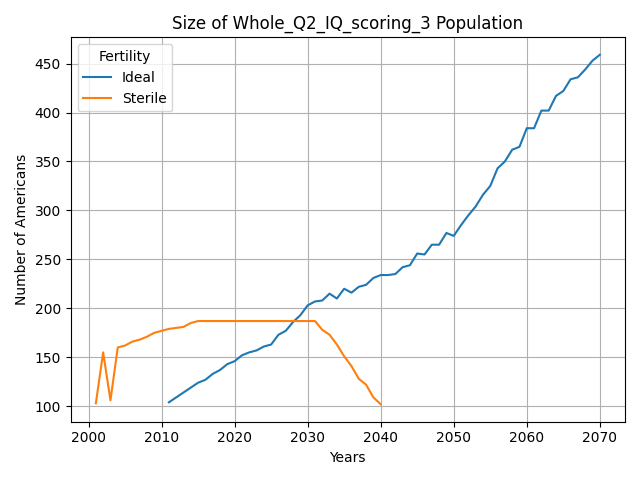 Size of Whole_Q2_IQ_scoring_3 Population
Fertility
Ideal
Sterile
Number of Americans
450
400
350
300
250
200
150
100
2000 2010 2020 2030 2040 2050 2060 2070
Years